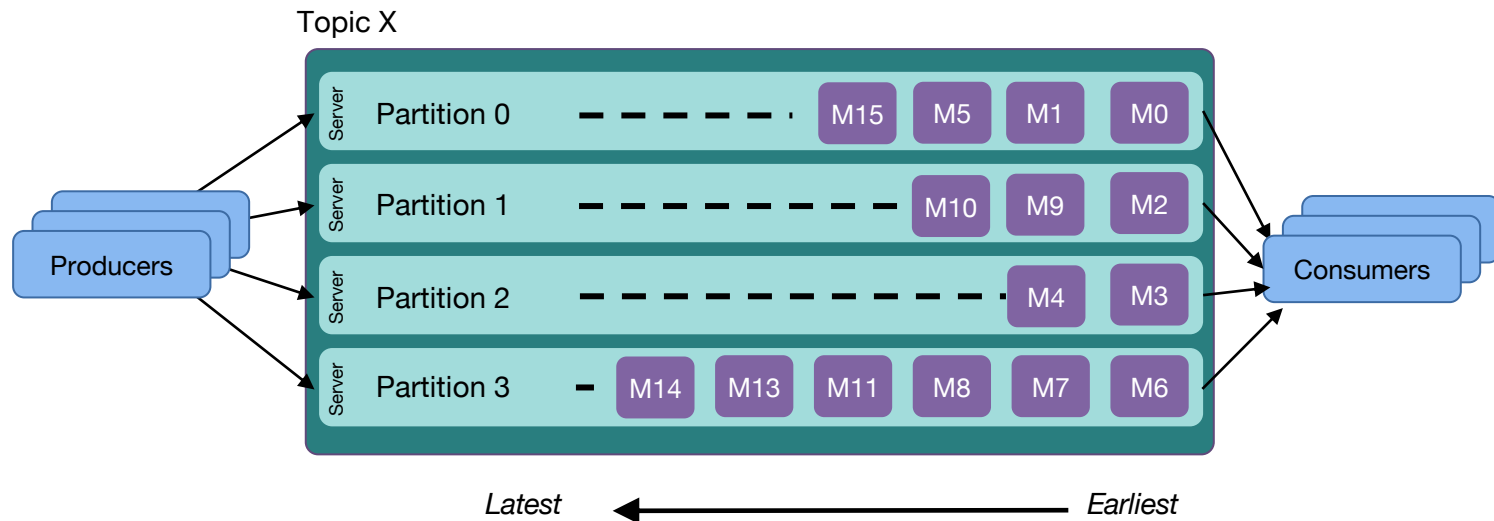 Topic X
Server Partition 0 M15 M5 M1 M0
Server Partition 1 M10 M9 M2
Server Partition 2 M4 M3
Server Partition 3 M14 M13 M11 M8 M7 M6
Producers
Consumers
Latest Earliest